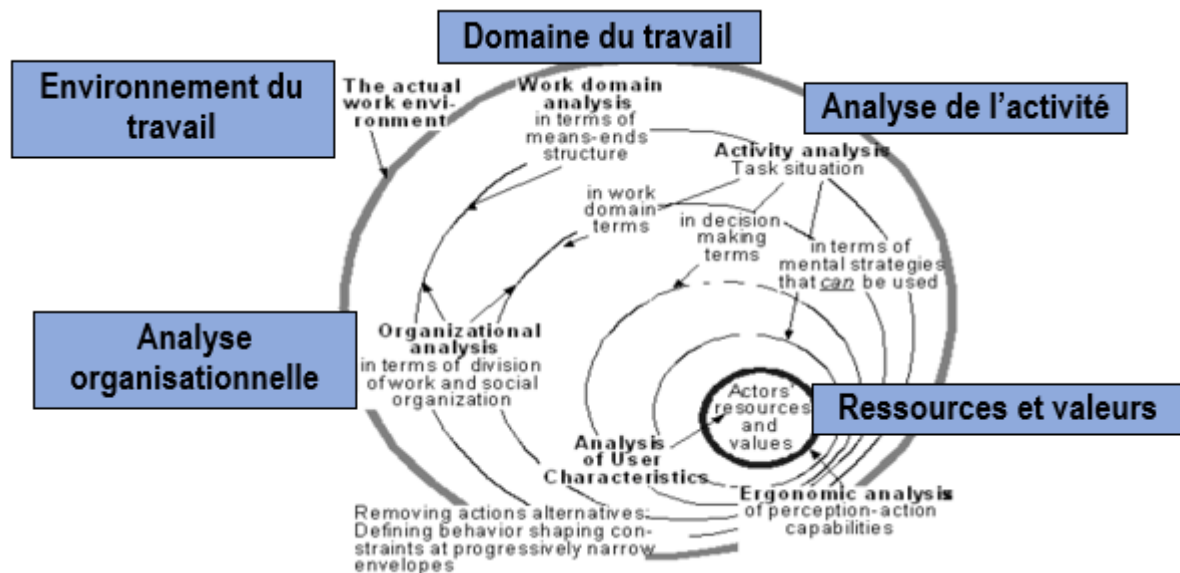 Domaine du travail
Environnement du
travail
The actual
work envi-
ronment
Work domain
analysis
in terms of
means-ends
structure
Analyse de l’activité
Activity analysis
Task situation
in work
domain
terms
in decision
making
terms
in terms of
mental strategies
that can be used
Analyse
organisationnelle
Organizational
analysis
in terms of division
of work and social
organization
Actors'
resources
and
values
Ressources et valeurs
Analysis
of User
Characteristics
Ergonomic analysis
of perception-action
capabilities
Removing actions alternatives:
Defining behavior shaping con-
straints at progressively narrow
envelopes